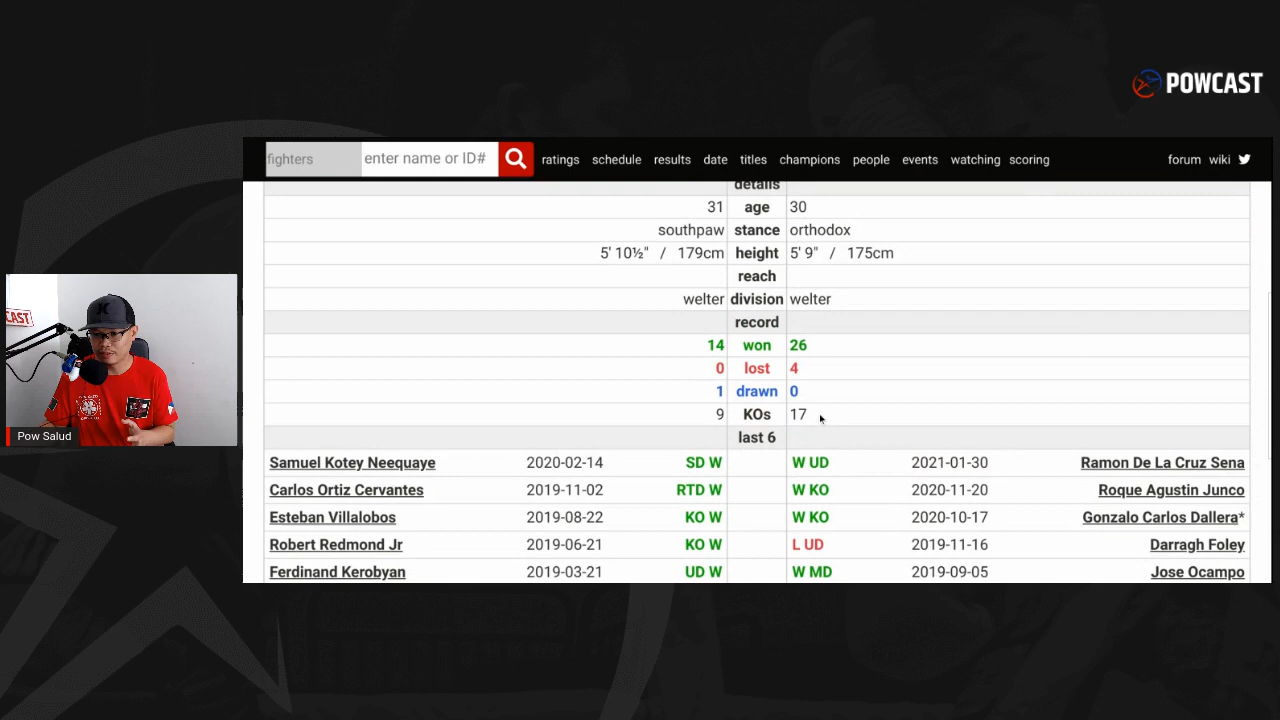 POWCAST
fighters enter name or ID# ratings schedule results date titles champions people events watching scoring forum wiki
details
31 age 30
southpaw stance orthodox
5' 10½" / 179cm height 5' 9" / 175cm
reach
welter division welter
record
14 won 26
0 lost 4
1 drawn 0
9 KOs 17
last 6
Samuel Kotey Neequaye 2020-02-14 SD W W UD 2021-01-30 Ramon De La Cruz Sena
Carlos Ortiz Cervantes 2019-11-02 RTD W W KO 2020-11-20 Roque Agustin Junco
Esteban Villalobos 2019-08-22 KO W W KO 2020-10-17 Gonzalo Carlos Dallera*
Robert Redmond Jr 2019-06-21 KO W L UD 2019-11-16 Darragh Foley
Ferdinand Kerobyan 2019-03-21 UD W W MD 2019-09-05 Jose Ocampo
CAST
K
Pow Salud